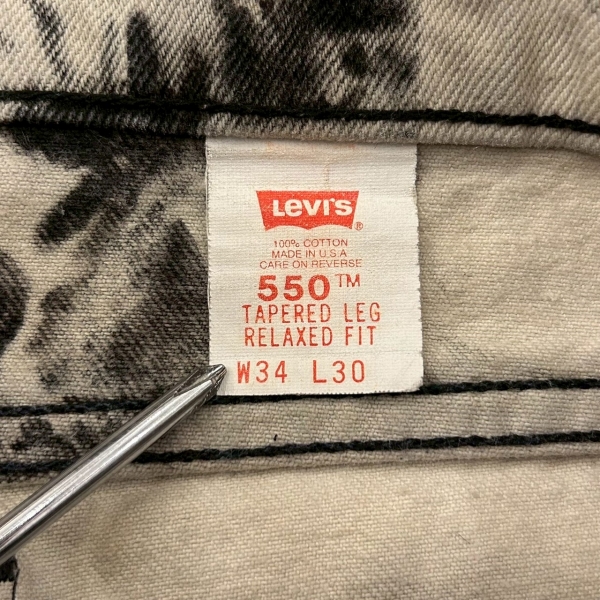 Levi's®
100% COTTON
MADE IN U.S.A
CARE ON REVERSE
550™
TAPERED LEG
RELAXED FIT
W34 L30